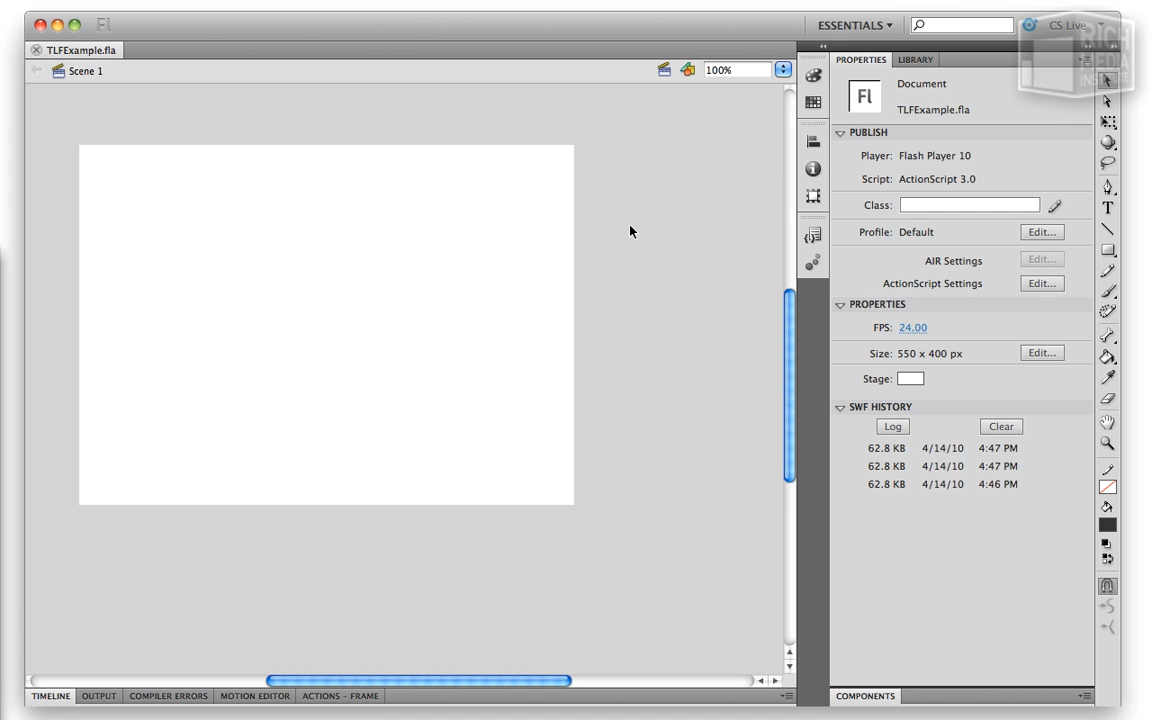 Fl
ESSENTIALS
CS Live
TLFExample.fla
Scene 1
100%
RICH
MEDIA
PROPERTIES
LIBRARY
Fl
Document
TLFExample.fla
PUBLISH
Player: Flash Player 10
Script: ActionScript 3.0
Class:
Profile: Default Edit...
AIR Settings Edit...
ActionScript Settings Edit...
PROPERTIES
FPS: 24.00
Size: 550 x 400 px Edit...
Stage:
SWF HISTORY
Log Clear
62.8 KB 4/14/10 4:47 PM
62.8 KB 4/14/10 4:47 PM
62.8 KB 4/14/10 4:46 PM
T
TIMELINE OUTPUT COMPILER ERRORS MOTION EDITOR ACTIONS – FRAME
COMPONENTS